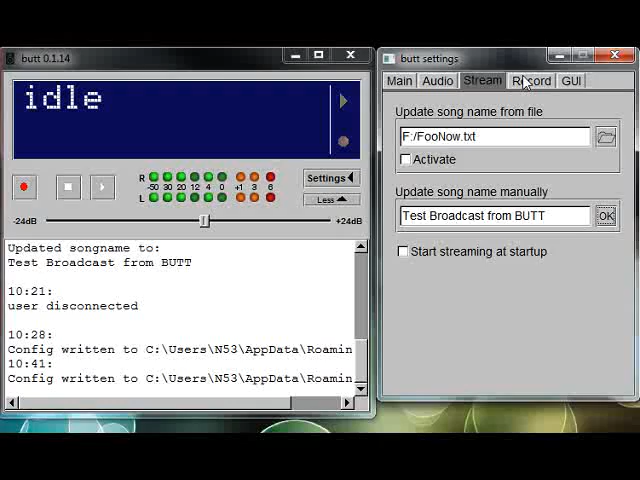 butt 0.1.14
idle
R
-50 30 20 12 4 0 +1 3 6
L
Settings
Less
-24dB
+24dB
Updated songname to:
Test Broadcast from BUTT
10:21:
user disconnected
10:28:
Config written to C:\Users\N53\AppData\Roamin
10:41:
Config written to C:\Users\N53\AppData\Roamin
butt settings
Main Audio Stream Record GUI
Update song name from file
F:/FooNow.txt
Activate
Update song name manually
Test Broadcast from BUTT OK
Start streaming at startup